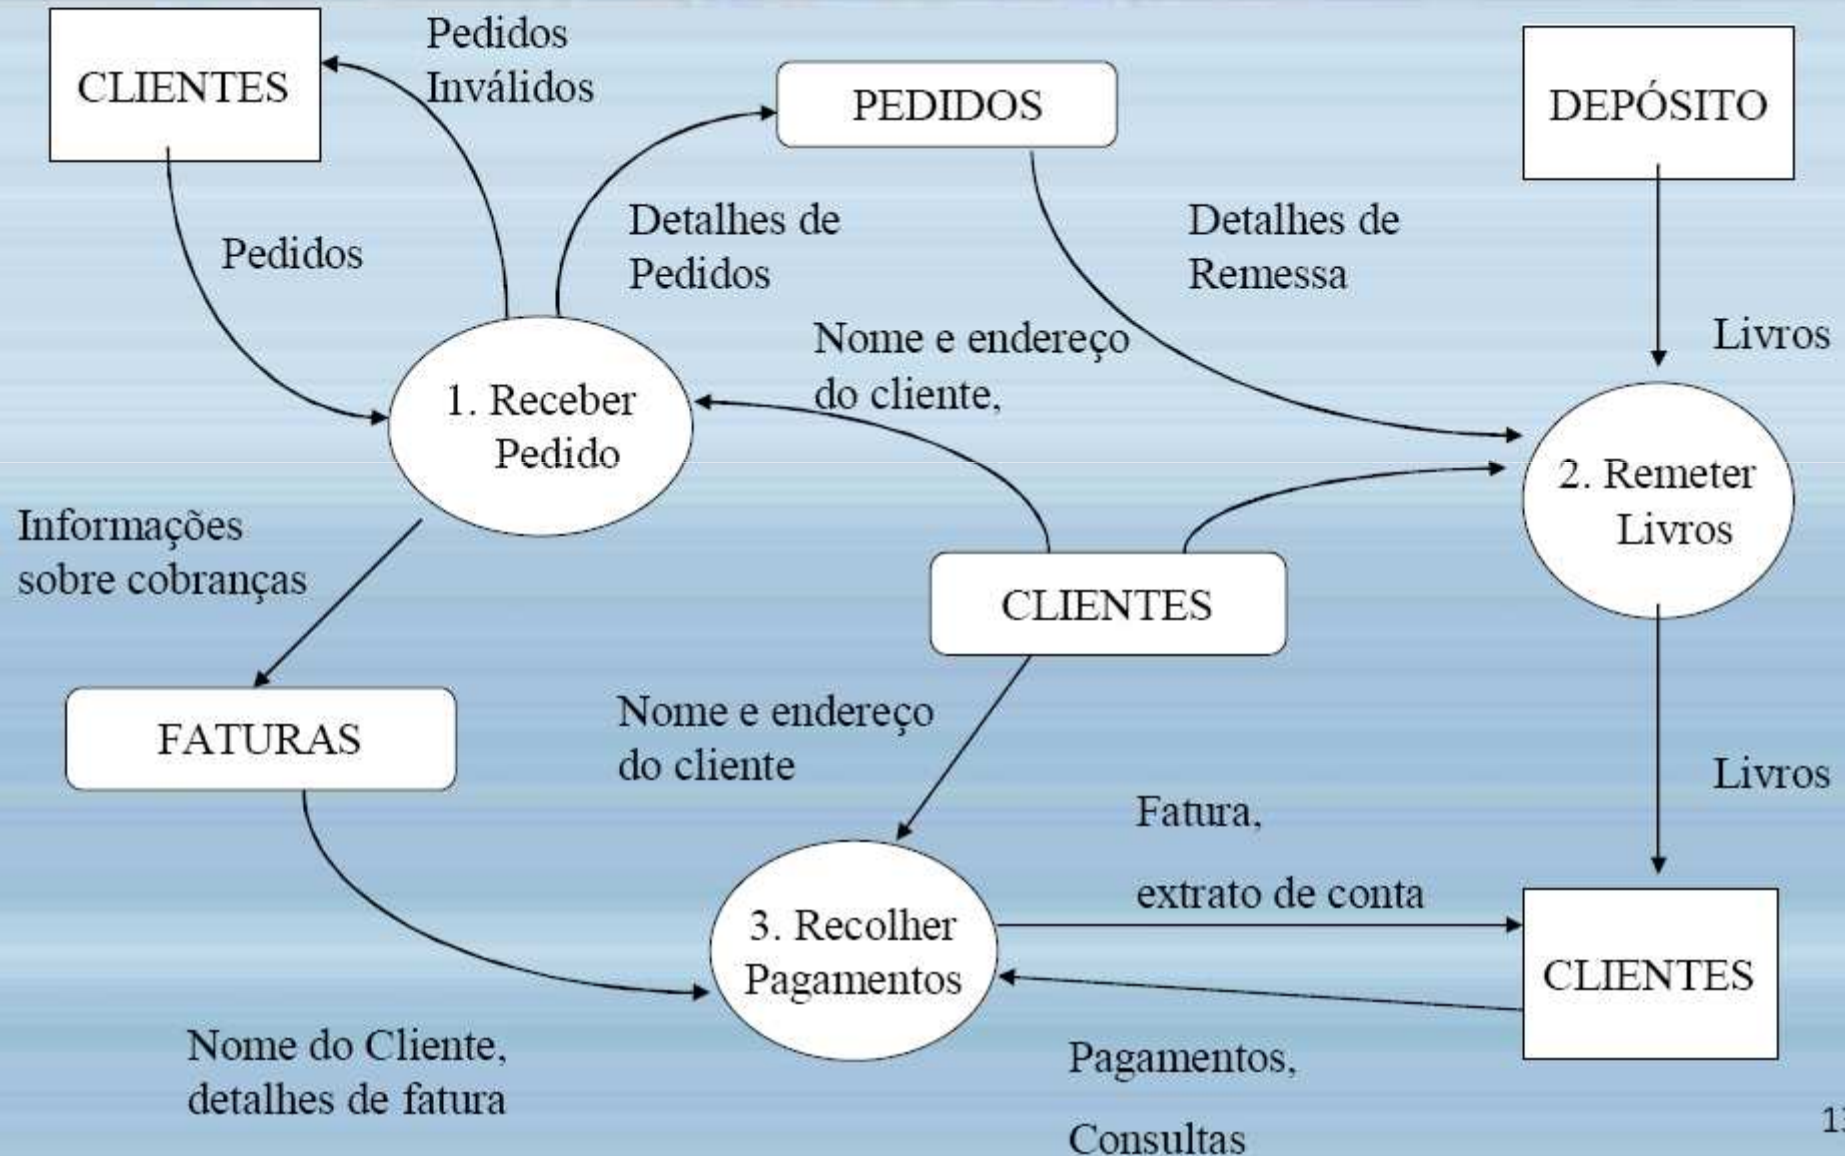 CLIENTES
Pedidos
Inválidos
PEDIDOS
DEPÓSITO
Pedidos
Detalhes de
Pedidos
Detalhes de
Remessa
Livros
Nome e endereço
do cliente,
1. Receber
Pedido
2. Remeter
Livros
Informações
sobre cobranças
CLIENTES
FATURAS
Nome e endereço
do cliente
Livros
Fatura,
extrato de conta
3. Recolher
Pagamentos
CLIENTES
Nome do Cliente,
detalhes de fatura
Pagamentos,
Consultas